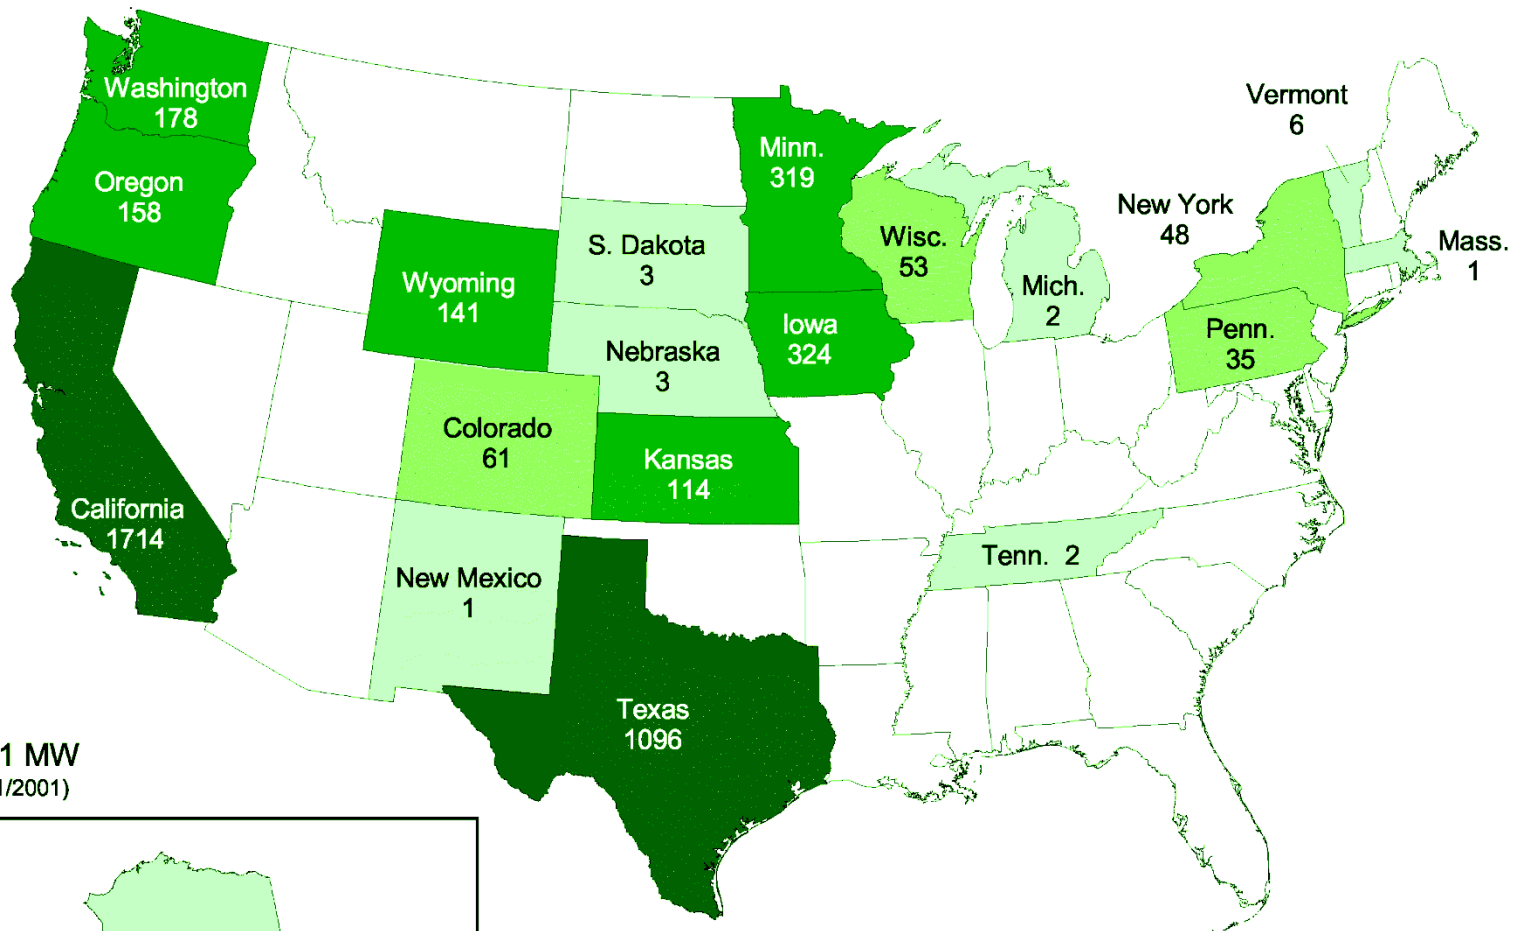 Washington
178
Oregon
158
California
1714
Wyoming
141
Colorado
61
New Mexico
1
S. Dakota
3
Nebraska
3
Kansas
114
Texas
1096
Minn.
319
Iowa
324
Wisc.
53
Mich.
2
Tenn. 2
Vermont
6
New York
48
Mass.
1
Penn.
35
1 MW
1/2001)